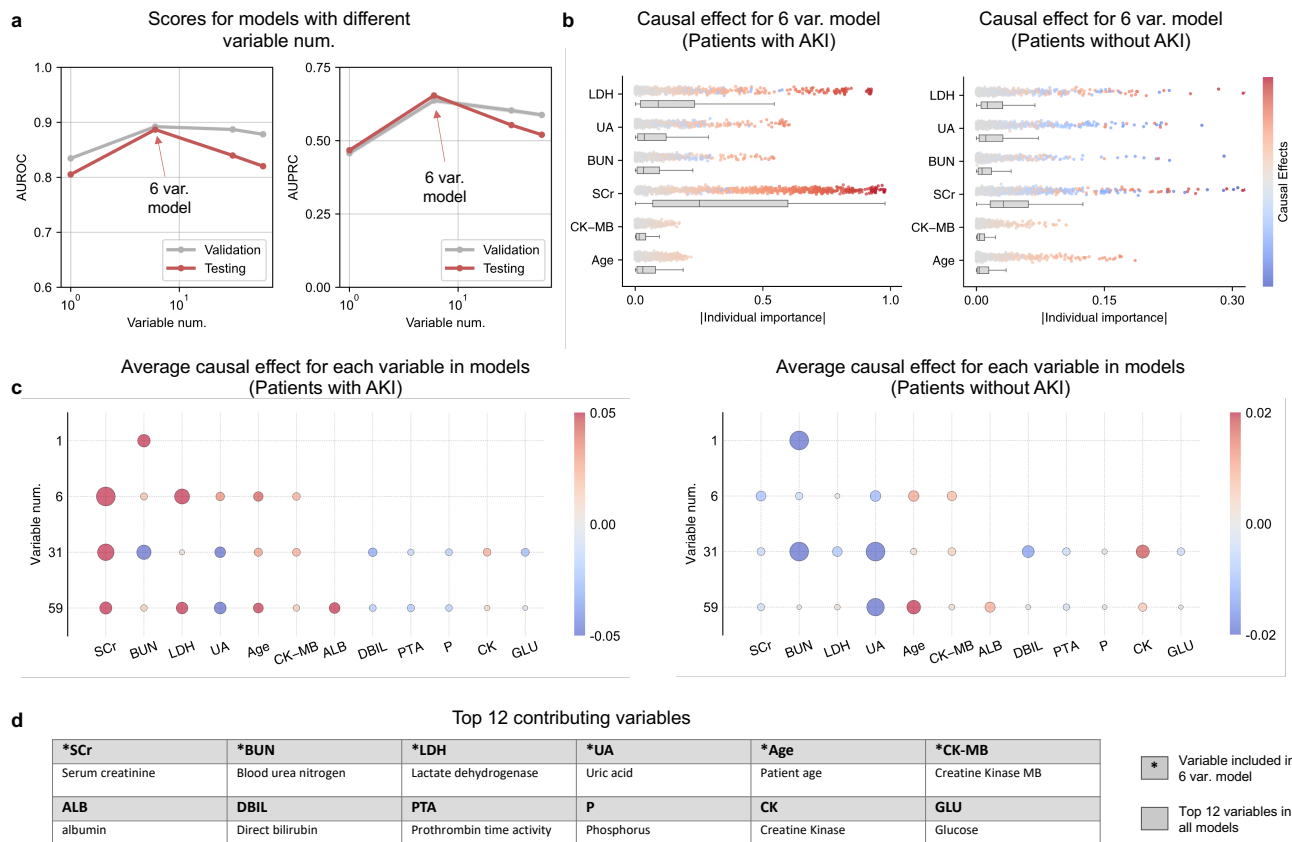 a
Scores for models with different
variable num.
1.0
0.9
0.8
0.7
0.6
AUROC
10⁰
10¹
Variable num.
6 var.
model
Validation
Testing
0.75
0.50
0.25
0.00
AUPRC
10⁰
10¹
Variable num.
6 var.
model
Validation
Testing
b
Causal effect for 6 var. model
(Patients with AKI)
LDH
UA
BUN
SCr
CK-MB
Age
0.0
0.5
1.0
|Individual importance|
Causal effect for 6 var. model
(Patients without AKI)
LDH
UA
BUN
SCr
CK-MB
Age
0.00
0.15
0.30
|Individual importance|
Causal Effects
c
Average causal effect for each variable in models
(Patients with AKI)
Variable num.
1
6
31
59
SCr
BUN
LDH
UA
Age
CK-MB
ALB
DBIL
PTA
P
CK
GLU
0.05
0.00
-0.05
Average causal effect for each variable in models
(Patients without AKI)
Variable num.
1
6
31
59
SCr
BUN
LDH
UA
Age
CK-MB
ALB
DBIL
PTA
P
CK
GLU
0.02
0.00
-0.02
d
Top 12 contributing variables
*SCr *BUN *LDH *UA *Age *CK-MB
Serum creatinine Blood urea nitrogen Lactate dehydrogenase Uric acid Patient age Creatine Kinase MB
ALB DBIL PTA P CK GLU
albumin Direct bilirubin Prothrombin time activity Phosphorus Creatine Kinase Glucose
* Variable included in
6 var. model
Top 12 variables in
all models